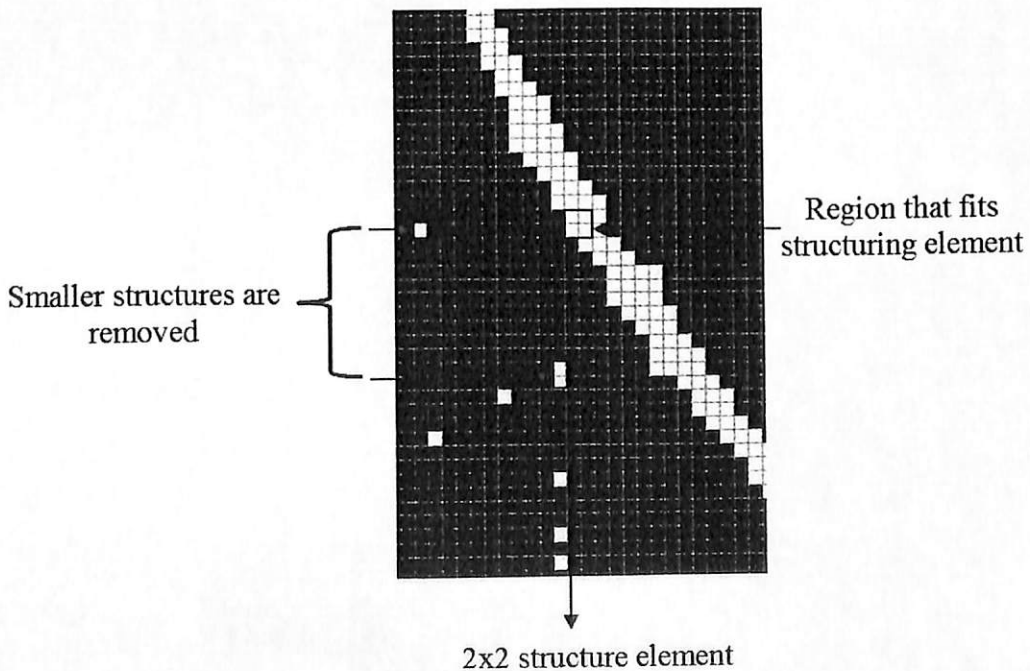 Region that fits
structuring element
Smaller structures are
removed
2x2 structure element